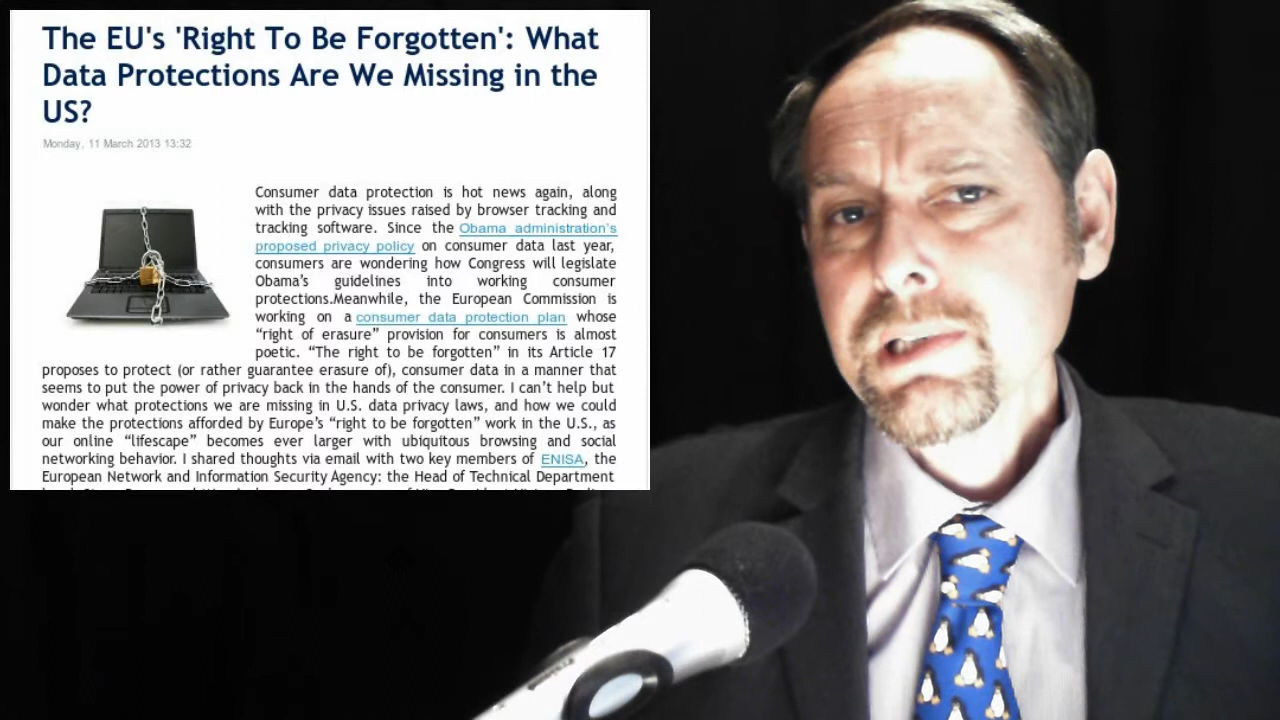 The EU's 'Right To Be Forgotten': What
Data Protections Are We Missing in the
US?
Monday, 11 March 2013 13:32
Consumer data protection is hot news again, along
with the privacy issues raised by browser tracking and
tracking software. Since the Obama administration's
proposed privacy policy on consumer data last year,
consumers are wondering how Congress will legislate
Obama's guidelines into working consumer
protections.Meanwhile, the European Commission is
working on a consumer data protection plan whose
“right of erasure” provision for consumers is almost
poetic. “The right to be forgotten” in its Article 17
proposes to protect (or rather guarantee erasure of), consumer data in a manner that
seems to put the power of privacy back in the hands of the consumer. I can't help but
wonder what protections we are missing in U.S. data privacy laws, and how we could
make the protections afforded by Europe's “right to be forgotten” work in the U.S., as
our online “lifescape” becomes ever larger with ubiquitous browsing and social
networking behavior. I shared thoughts via email with two key members of ENISA, the
European Network and Information Security Agency: the Head of Technical Department